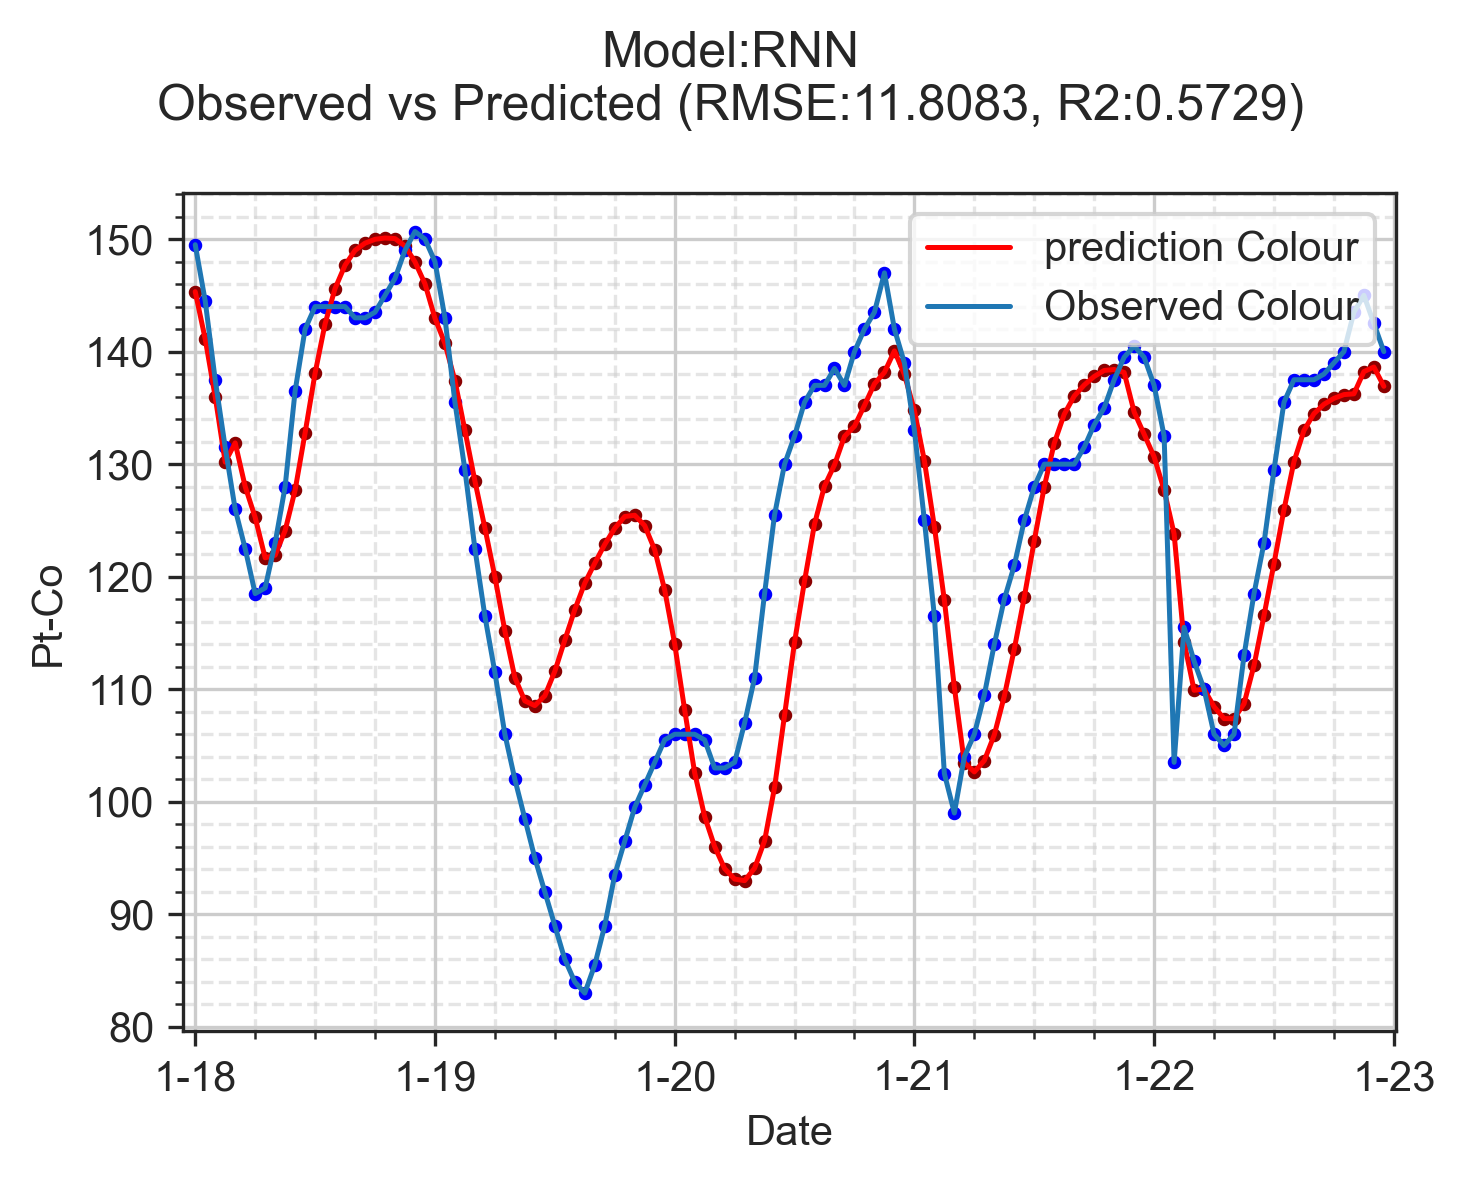 Model:RNN
Observed vs Predicted (RMSE:11.8083, R2:0.5729)
prediction Colour
Observed Colour
150
140
130
120
110
100
90
80
Pt-Co
1-18 1-19 1-20 1-21 1-22 1-23
Date